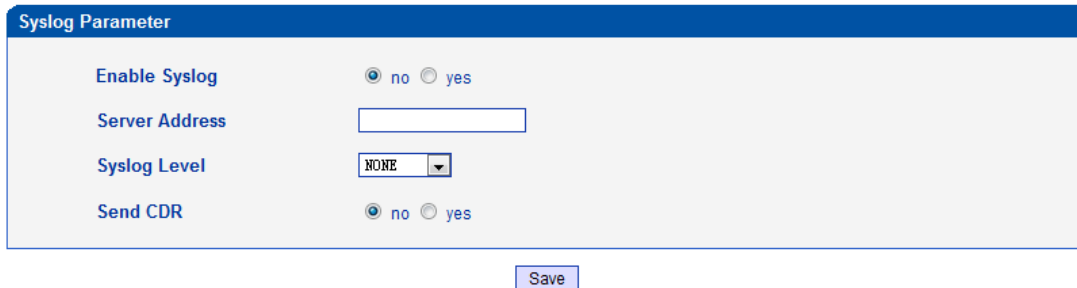 Syslog Parameter
Enable Syslog no yes
Server Address
Syslog Level NONE
Send CDR no yes
Save